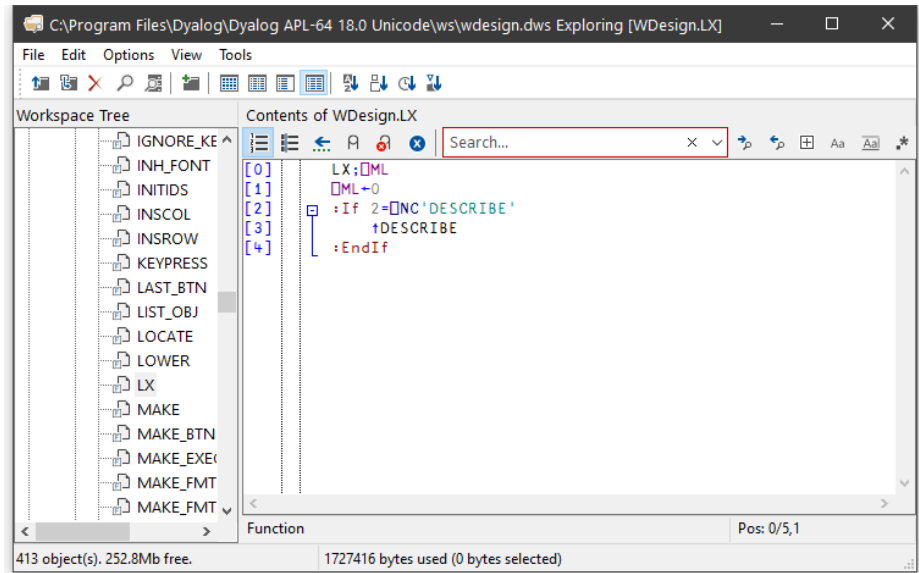 C:\Program Files\Dyalog\Dyalog APL-64 18.0 Unicode\ws\wdesign.dws Exploring [WDesign.LX]
File Edit Options View Tools
Workspace Tree
Contents of WDesign.LX
IGNORE_KE
INH_FONT
INITIDS
INSCOL
INSROW
KEYPRESS
LAST_BTN
LIST_OBJ
LOCATE
LOWER
LX
MAKE
MAKE_BTN
MAKE_EXEC
MAKE_FMT
MAKE_FMT
Search...
Aa Aa .*
[0] LX;⎕ML
[1] ⎕ML←0
[2] :If 2=⎕NC'DESCRIBE'
[3] ↑DESCRIBE
[4] :EndIf
Function
Pos: 0/5,1
413 object(s). 252.8Mb free.
1727416 bytes used (0 bytes selected)